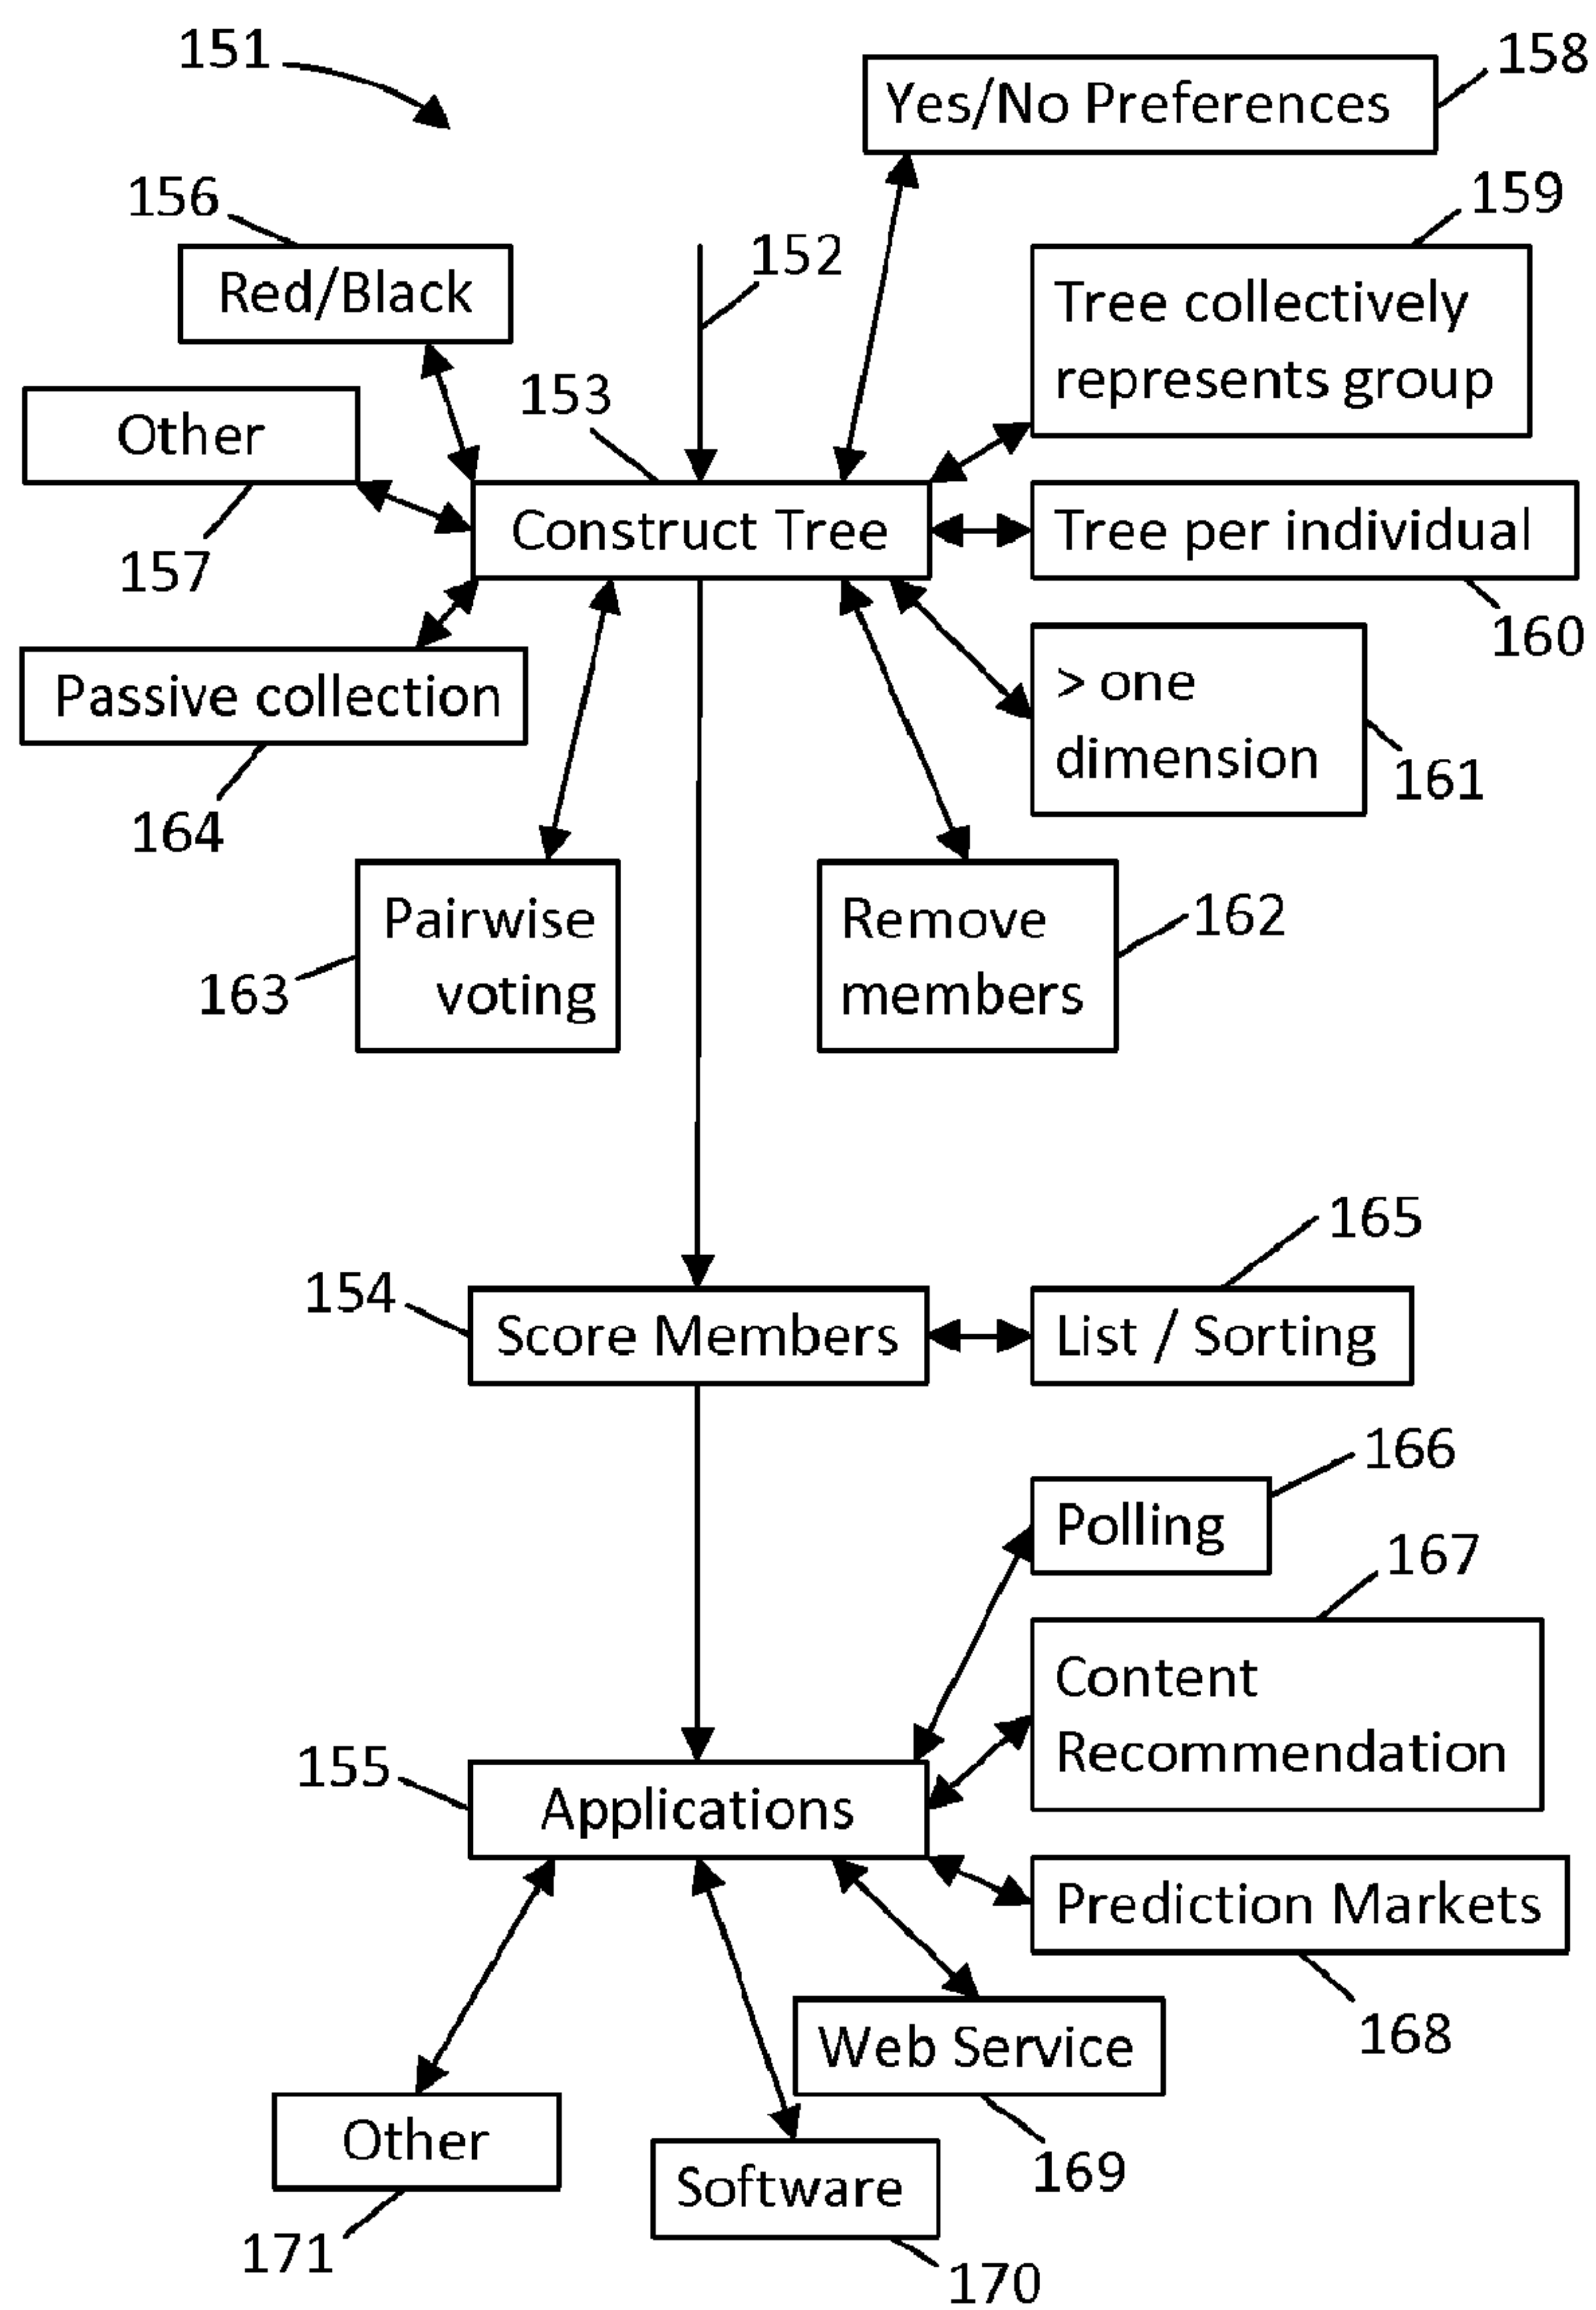 151
158
Yes/No Preferences
156
159
152
Red/Black
Tree collectively
represents group
153
Other
Construct Tree
Tree per individual
157
160
Passive collection
> one
dimension
161
164
Pairwise
voting
Remove
members
162
163
165
154
Score Members
List / Sorting
166
Polling
167
Content
Recommendation
155
Applications
Prediction Markets
168
Web Service
Other
169
Software
171
170